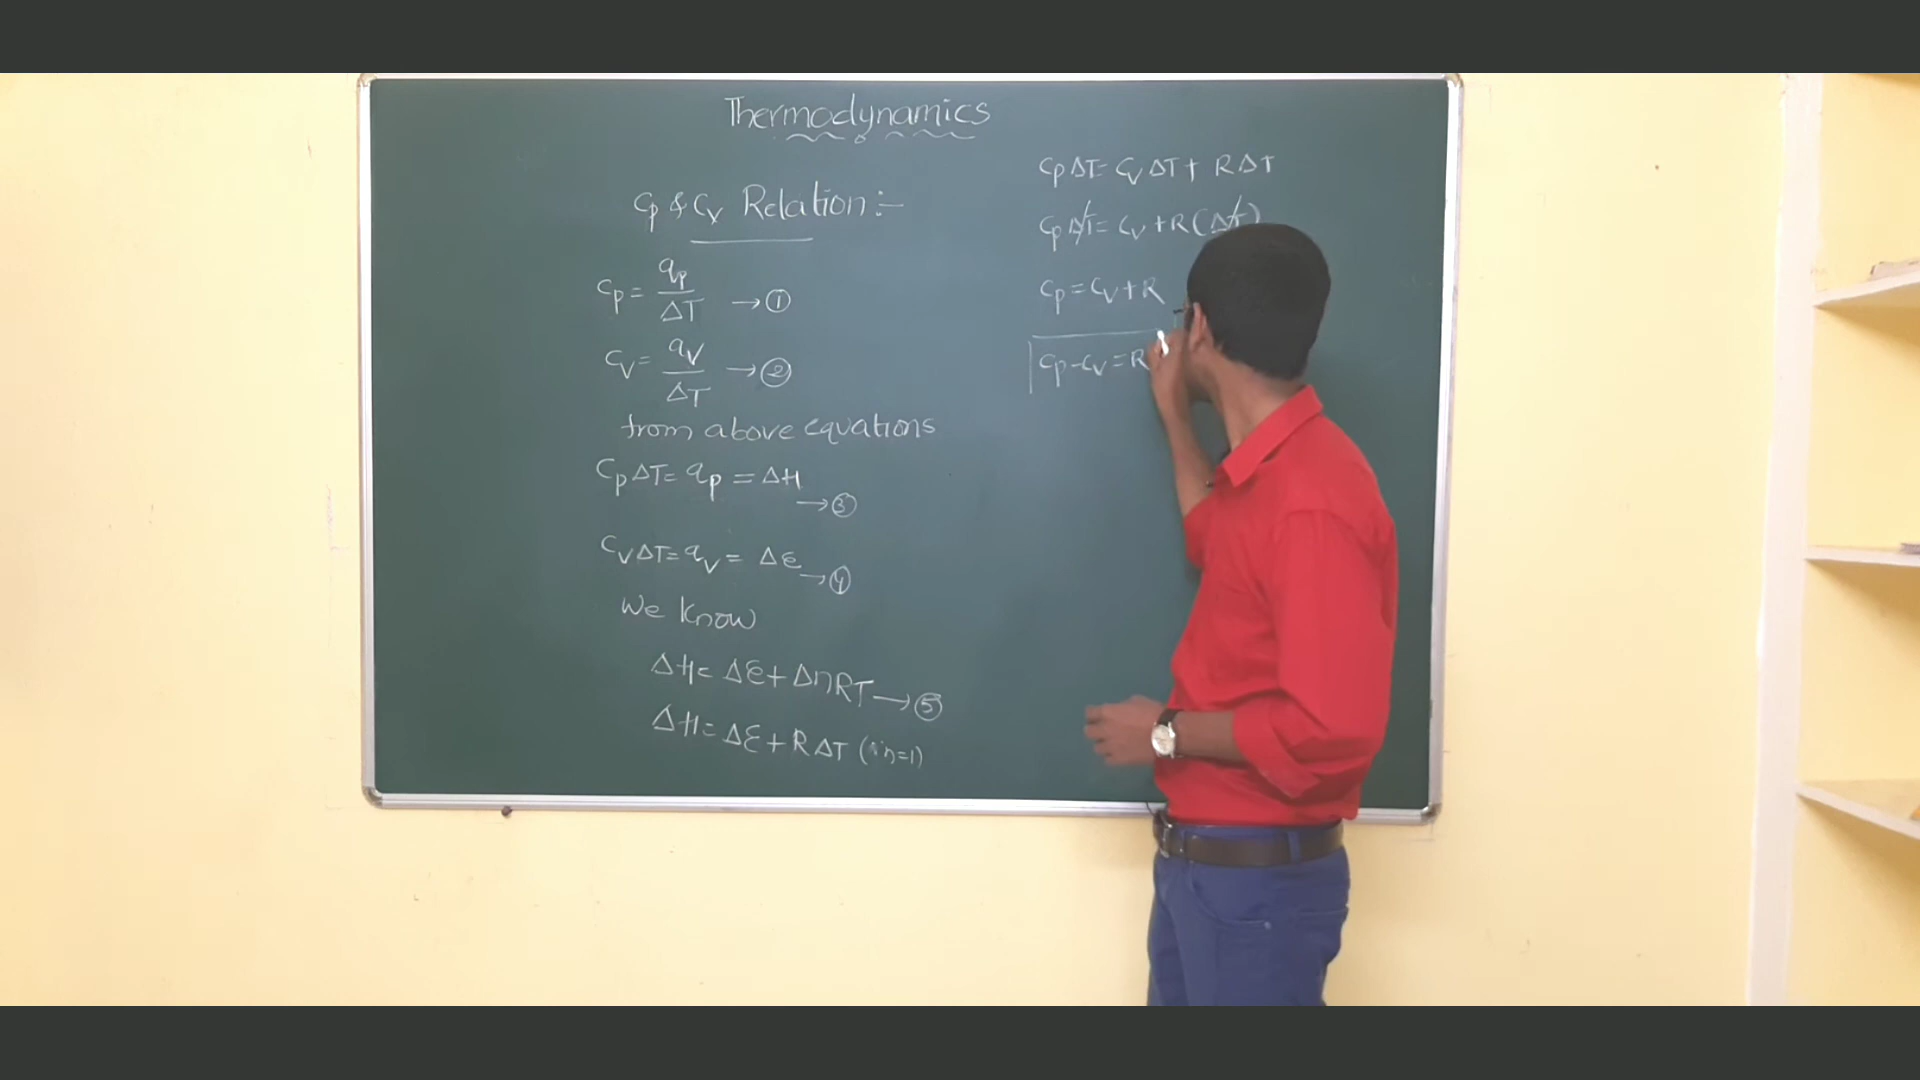 Thermodynamics
Cp & Cv Relation :-
Cp = qp / ΔT → ①
Cv = qv / ΔT → ②
from above equations
CpΔT = qp = ΔH → ③
CvΔT = qv = ΔE → ④
We know
ΔH = ΔE + ΔnRT → ⑤
ΔH = ΔE + RΔT (∵ n=1)
CpΔT = CvΔT + RΔT
CpΔT = Cv + R (ΔT)
Cp = Cv + R
Cp - Cv = R